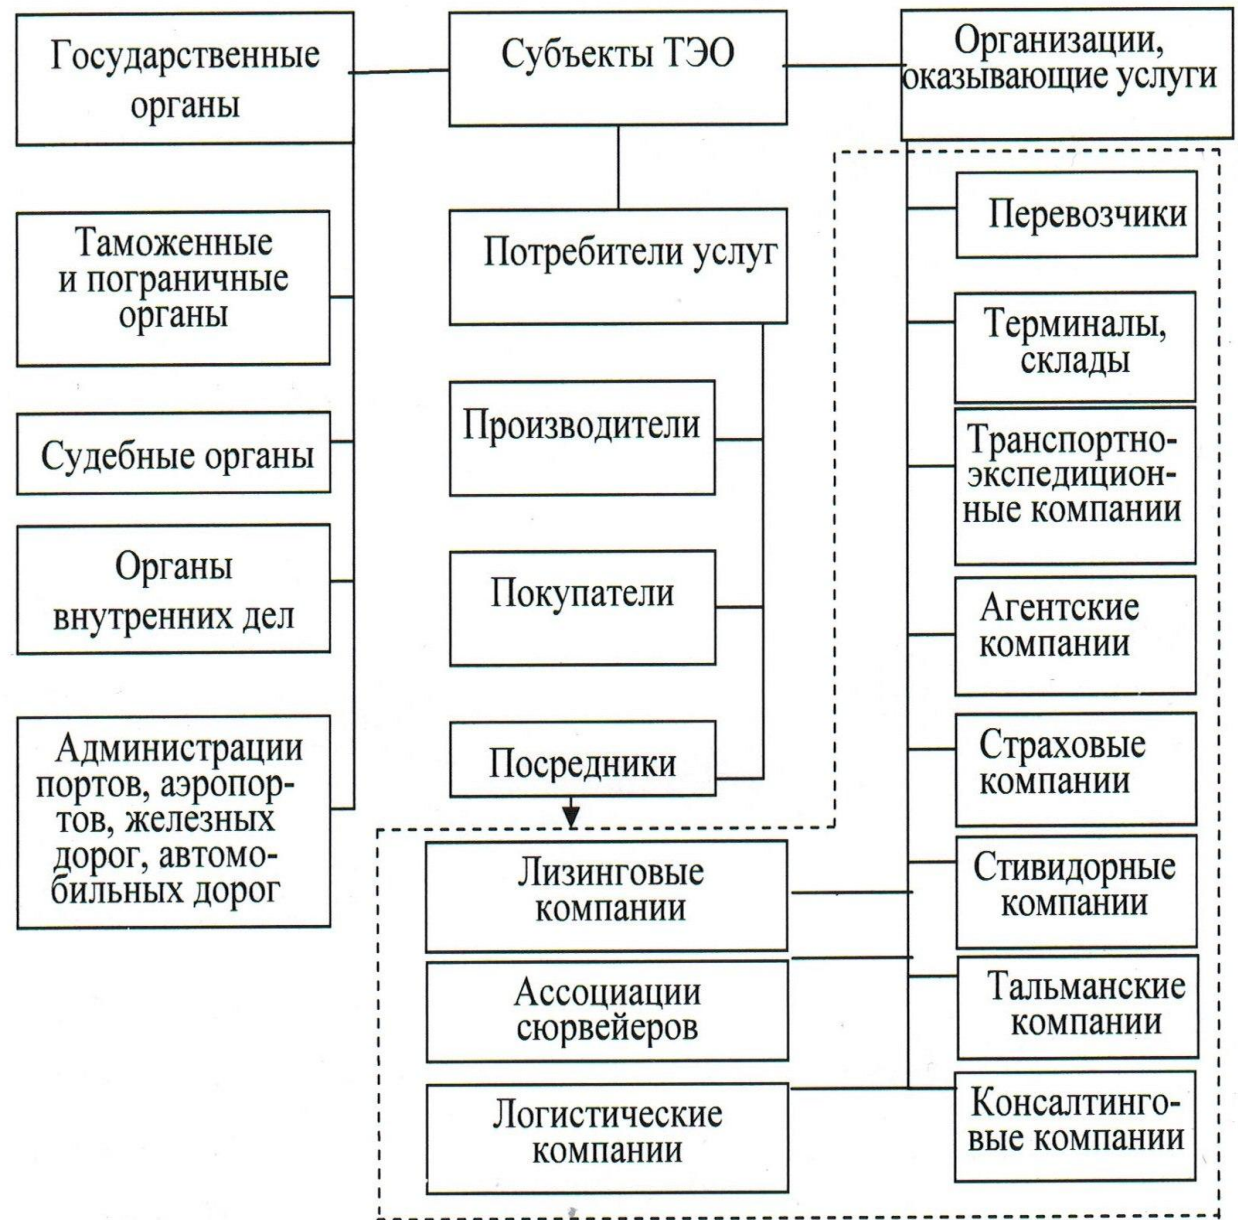 Государственные
органы
Субъекты ТЭО
Организации,
оказывающие услуги
Таможенные
и пограничные
органы
Судебные органы
Органы
внутренних дел
Администрации
портов, аэропор-
тов, железных
дорог, автомо-
бильных дорог
Потребители услуг
Производители
Покупатели
Посредники
Перевозчики
Терминалы,
склады
Транспортно-
экспедицион-
ные компании
Агентские
компании
Страховые
компании
Стивидорные
компании
Тальманские
компании
Консалтинго-
вые компании
Лизинговые
компании
Ассоциации
сюрвейеров
Логистические
компании